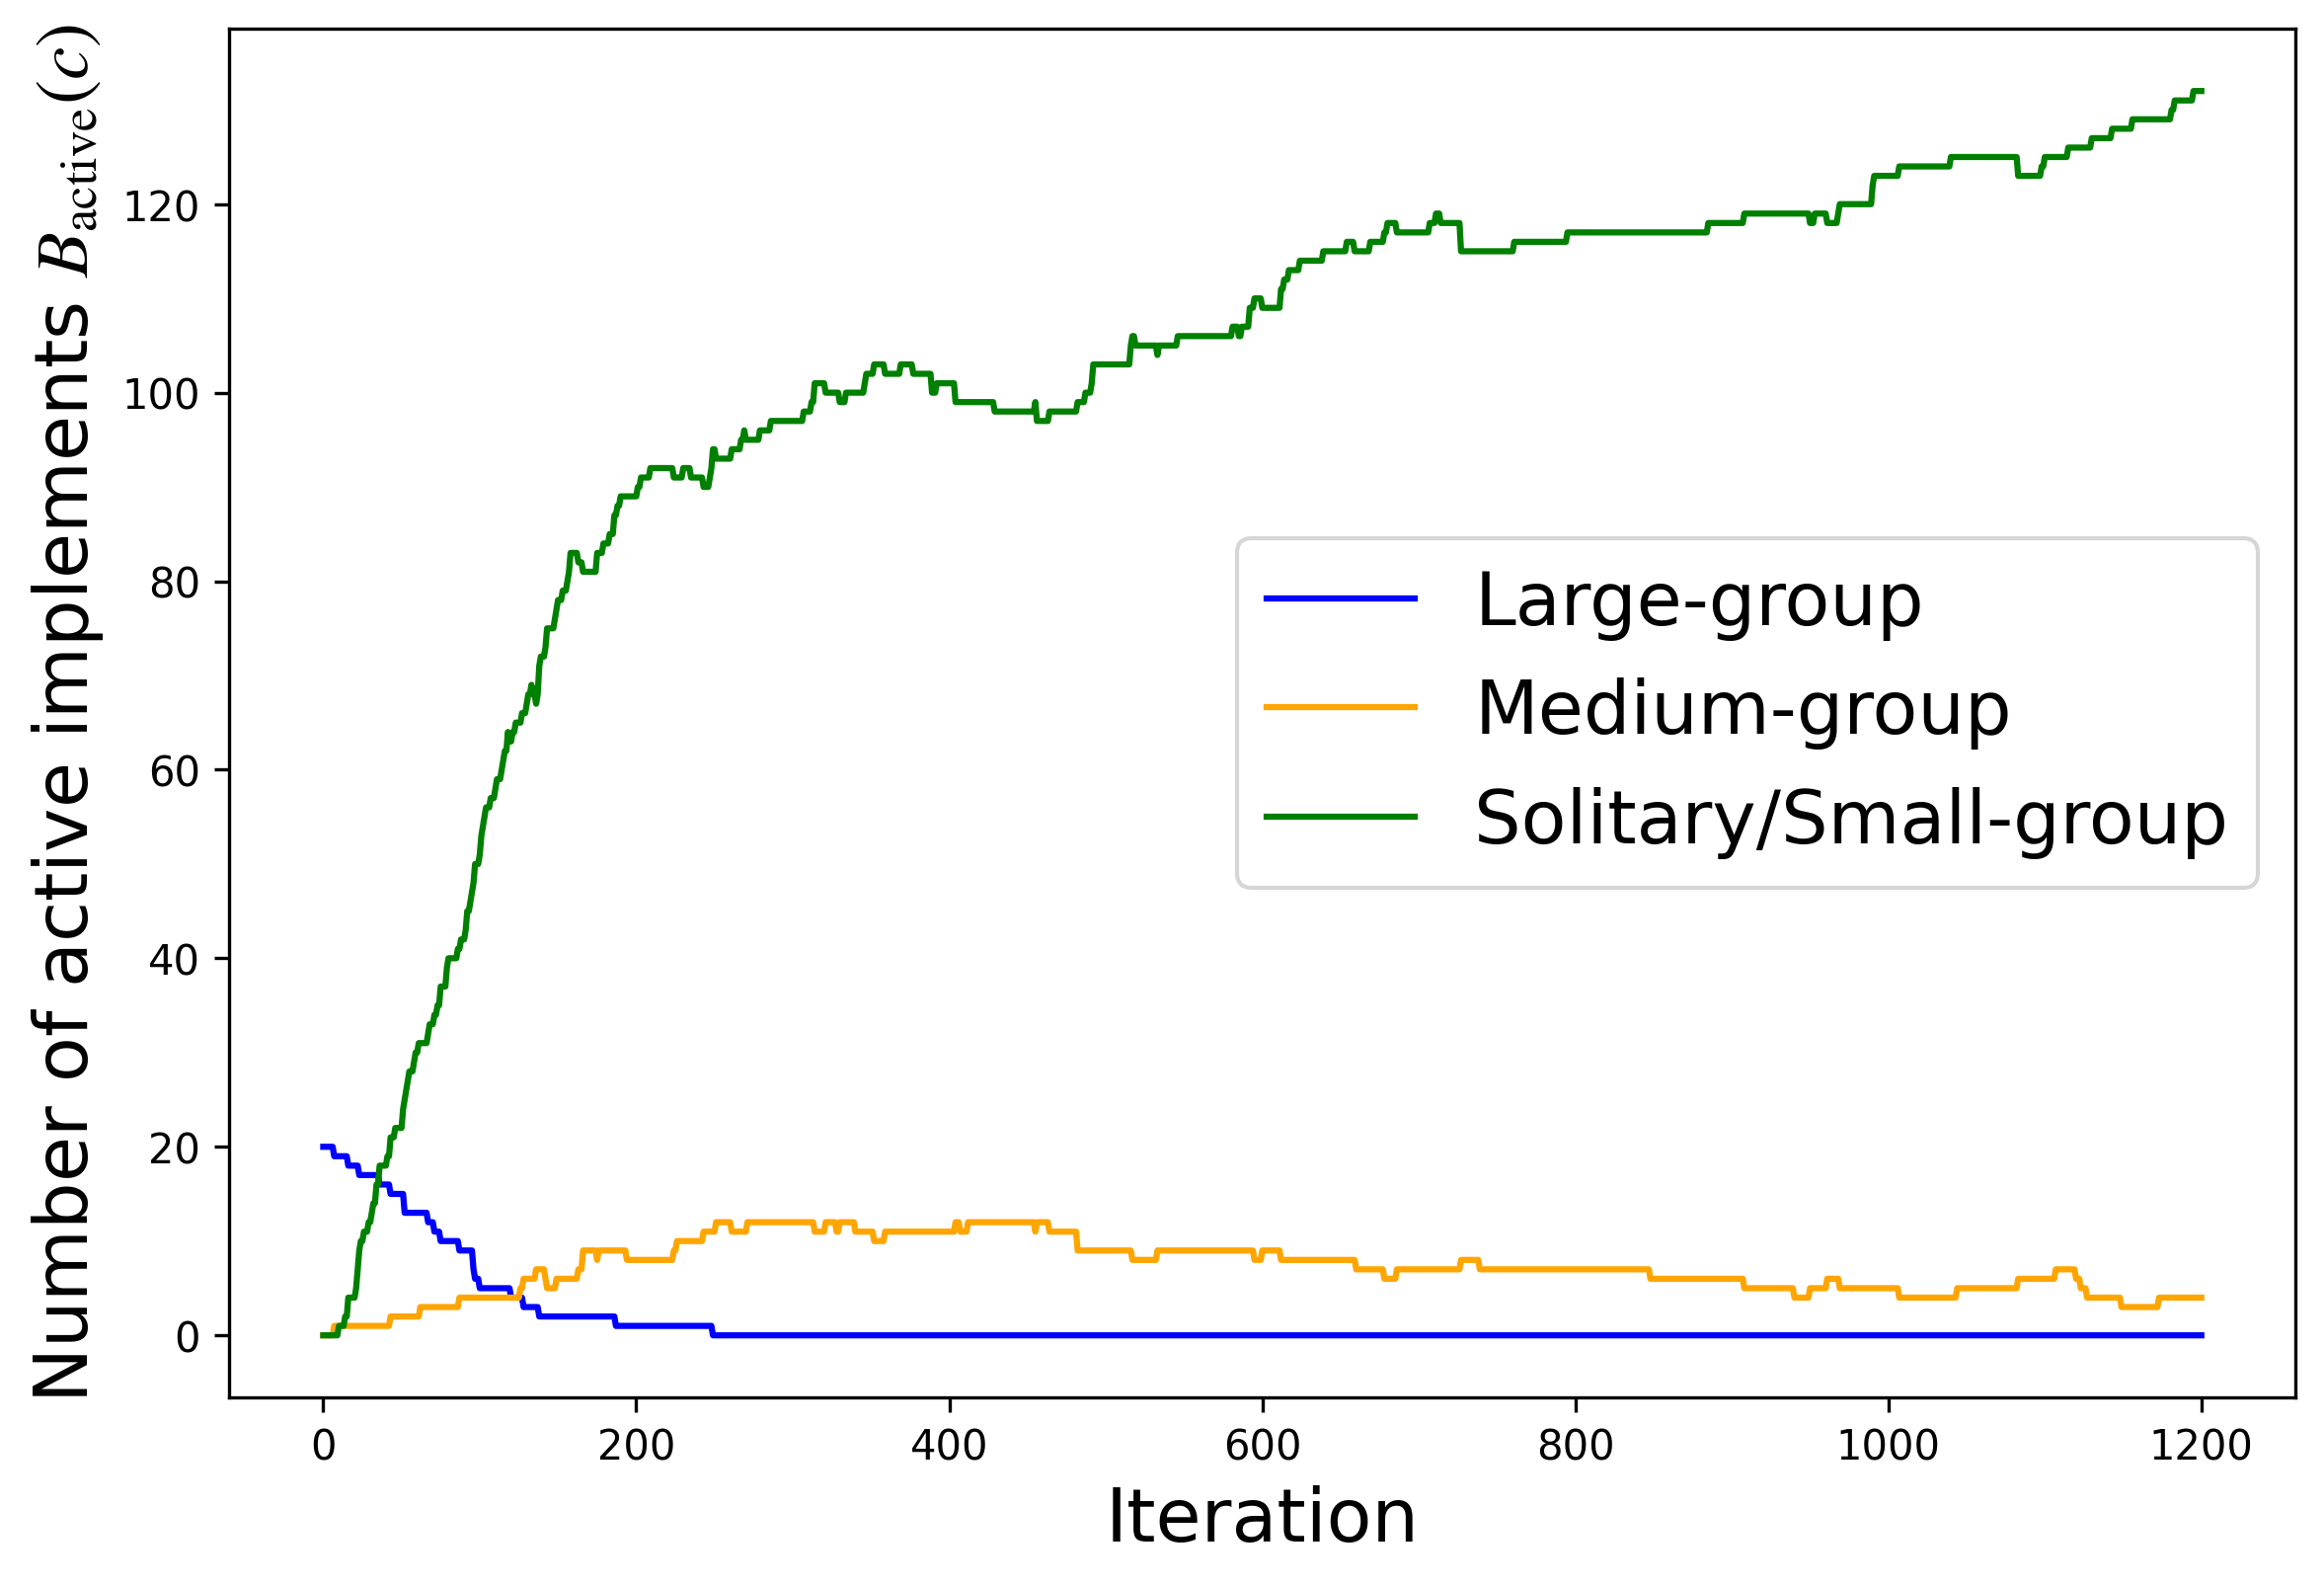 Number of active implements B_active(c)
120
100
80
60
40
20
0
0 200 400 600 800 1000 1200
Iteration
Large-group
Medium-group
Solitary/Small-group